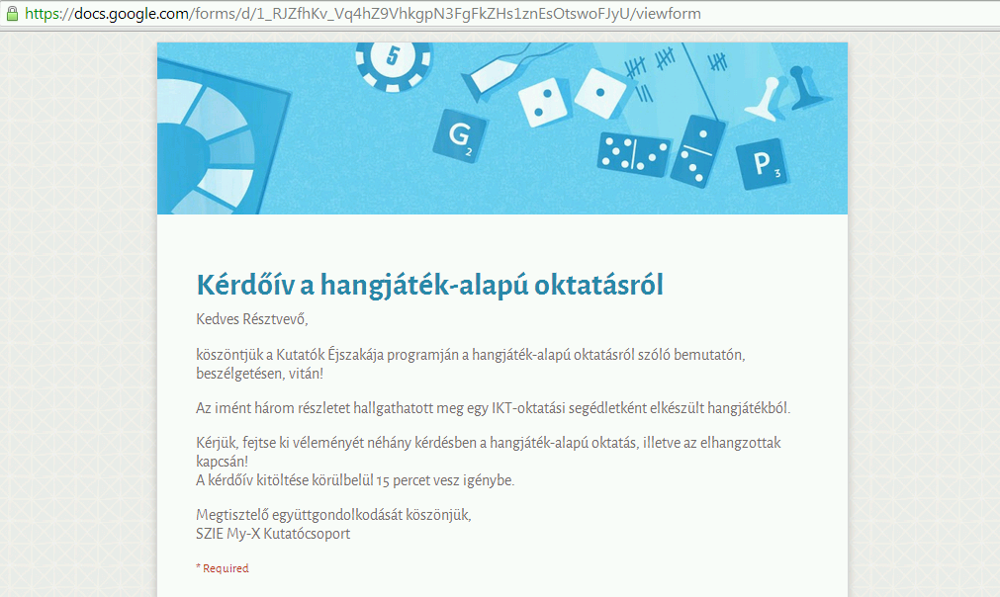 https://docs.google.com/forms/d/1_RJZfhKv_Vq4hZ9VhkgpN3FgFkZHs1znEsOtswoFJyU/viewform
5
G
2
P
3
Kérdőív a hangjáték-alapú oktatásról
Kedves Résztvevő,
köszöntjük a Kutatók Éjszakája programján a hangjáték-alapú oktatásról szóló bemutatón,
beszélgetésen, vitán!
Az imént három részletet hallgathatott meg egy IKT-oktatási segédletként elkészült hangjátékból.
Kérjük, fejtse ki véleményét néhány kérdésben a hangjáték-alapú oktatás, illetve az elhangzottak
kapcsán!
A kérdőív kitöltése körülbelül 15 percet vesz igénybe.
Megtisztelő együttgondolkodását köszönjük,
SZIE My-X Kutatócsoport
* Required